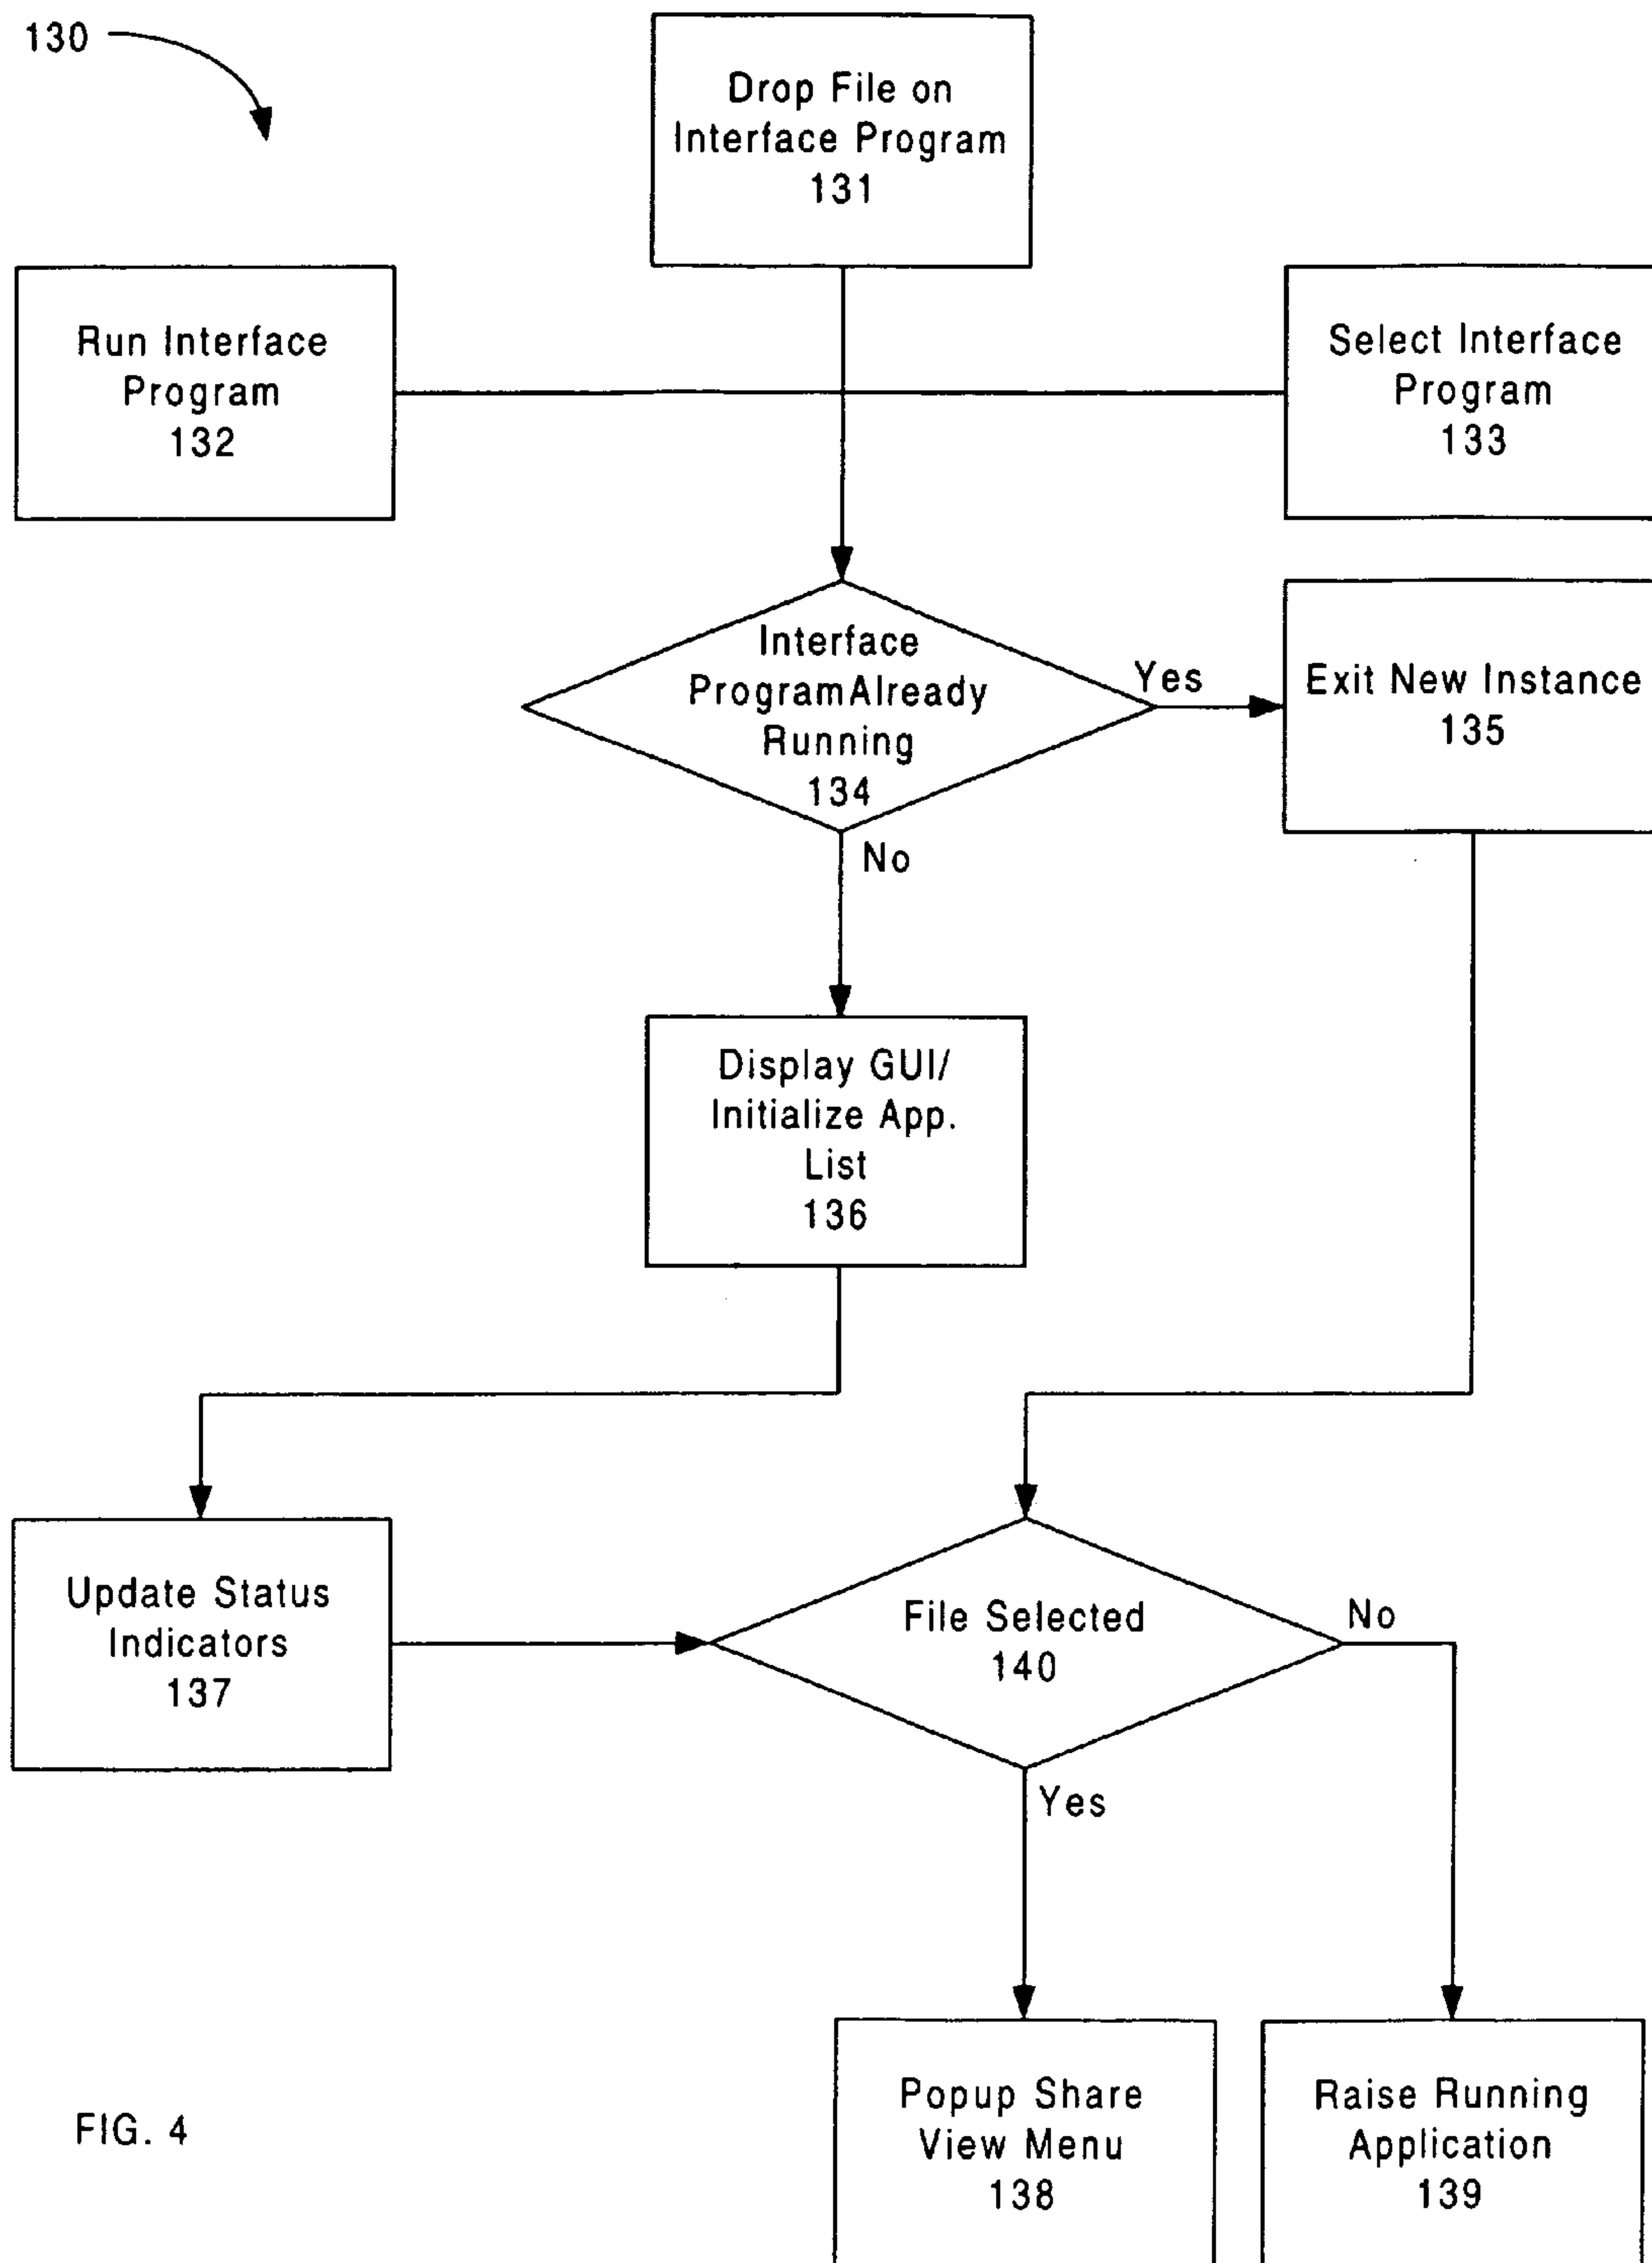 130
Drop File on
Interface Program
131
Run Interface
Program
132
Select Interface
Program
133
Interface
ProgramAlready
Running
134
Yes
Exit New Instance
135
No
Display GUI/
Initialize App.
List
136
Update Status
Indicators
137
File Selected
140
No
Yes
Popup Share
View Menu
138
Raise Running
Application
139
FIG. 4